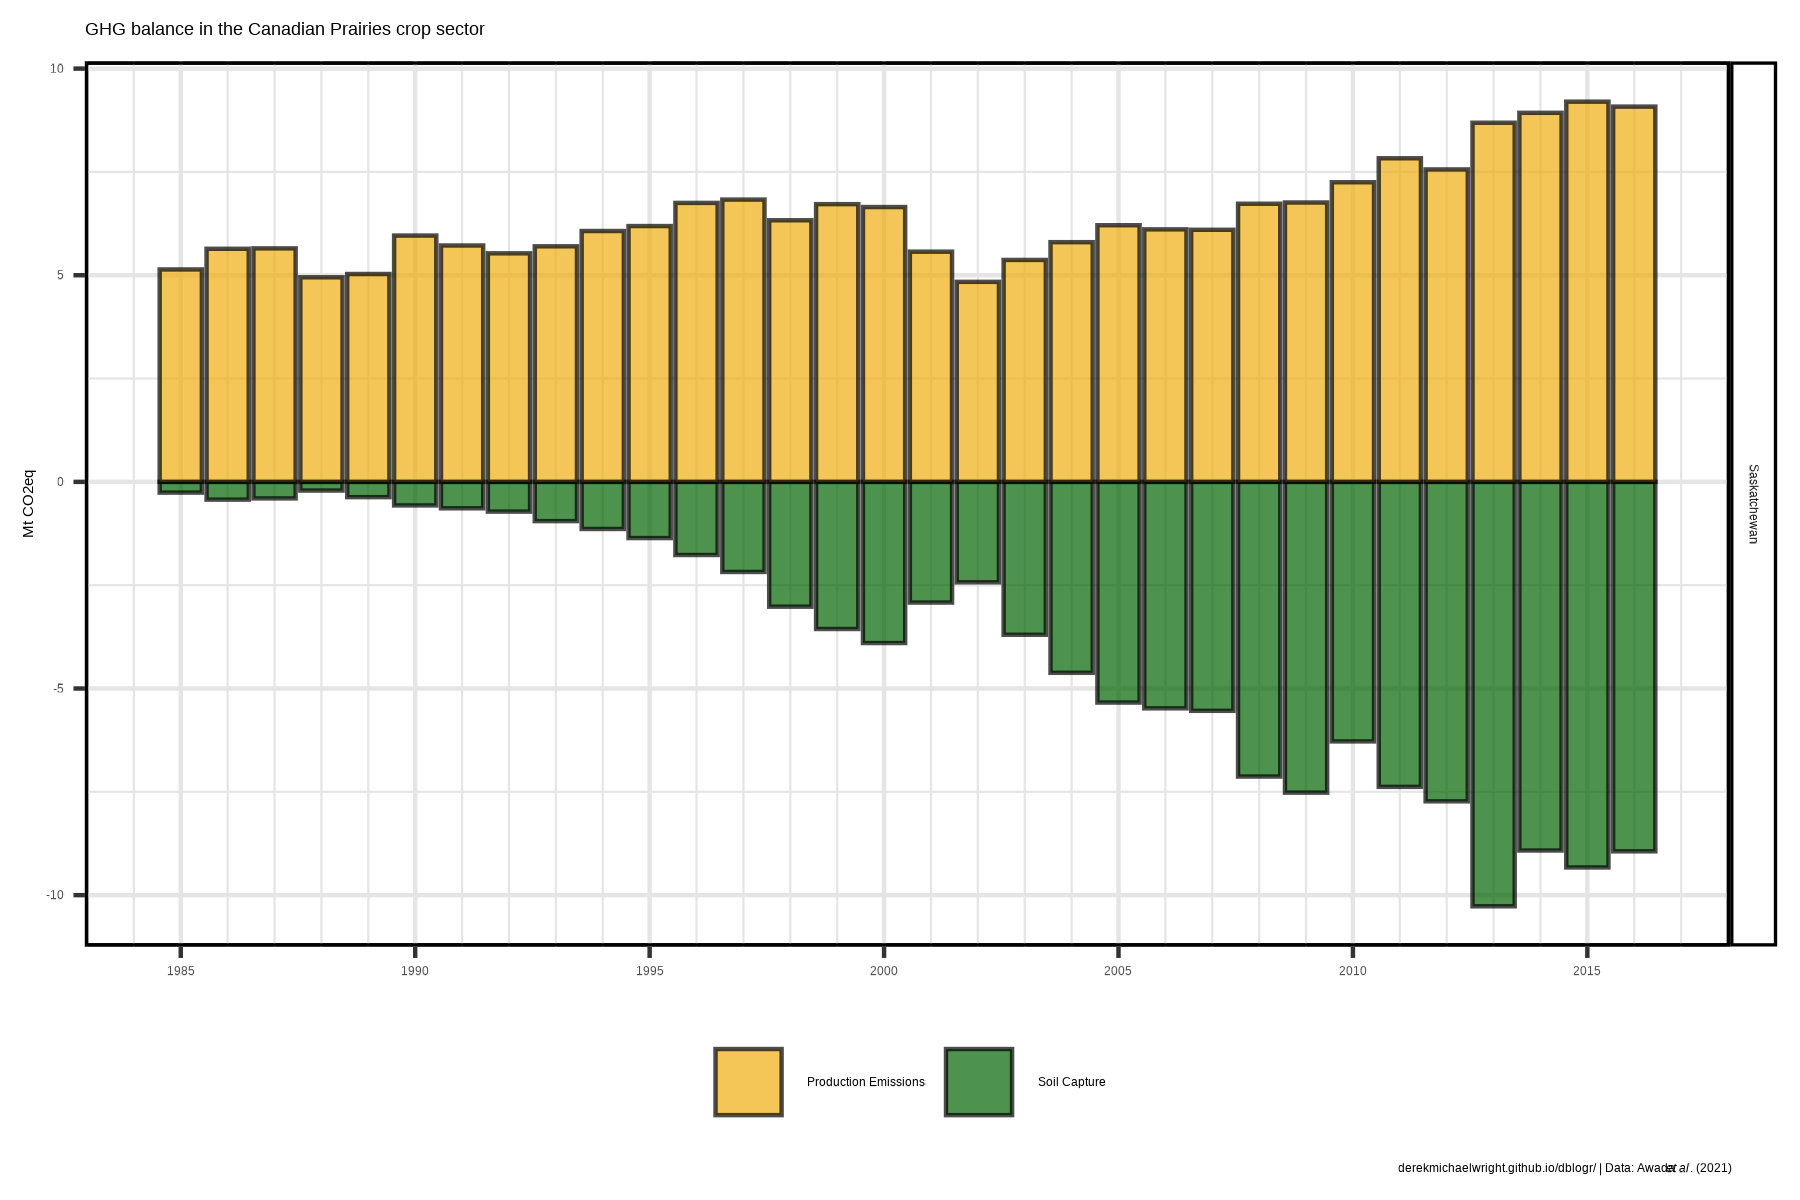 GHG balance in the Canadian Prairies crop sector
Mt CO2eq
10
5
0
-5
-10
Saskatchewan
1985 1990 1995 2000 2005 2010 2015
Production Emissions Soil Capture
derekmichaelwright.github.io/dblogr/ | Data: Awada et al. (2021)